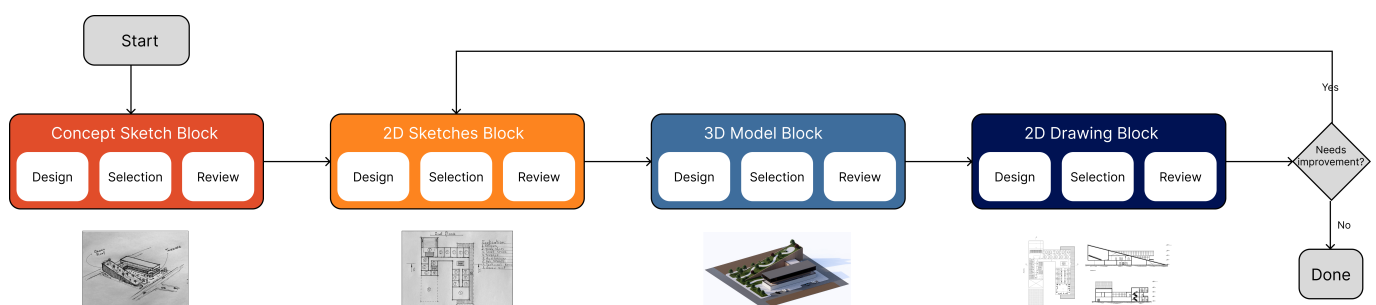 Start
Yes
Concept Sketch Block
Design
Selection
Review
2D Sketches Block
Design
Selection
Review
3D Model Block
Design
Selection
Review
2D Drawing Block
Design
Selection
Review
Needs
improvement?
No
Done